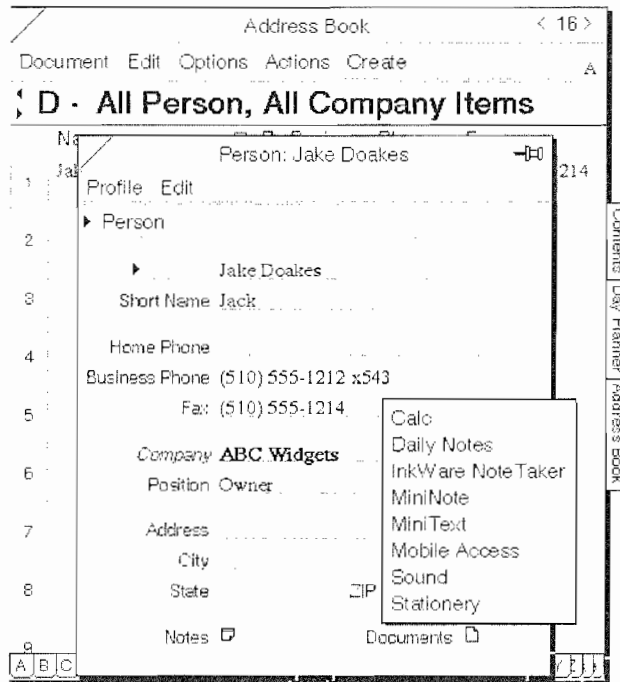 Address Book < 16 >
Document Edit Options Actions Create
A
D - All Person, All Company Items
Na
Person: Jake Doakes
Jak
214
1
Profile Edit
Person
2
Jake Doakes
3
Short Name Jack
4
Home Phone
Business Phone (510) 555-1212 x543
5
Fax (510) 555-1214
Company ABC Widgets
6
Position Owner
7
Address
City
8
State ZIP
9
Notes Documents
Calc
Daily Notes
InkWare NoteTaker
MiniNote
MiniText
Mobile Access
Sound
Stationery
Contents
Day Planner
Address Book
A B C
Z